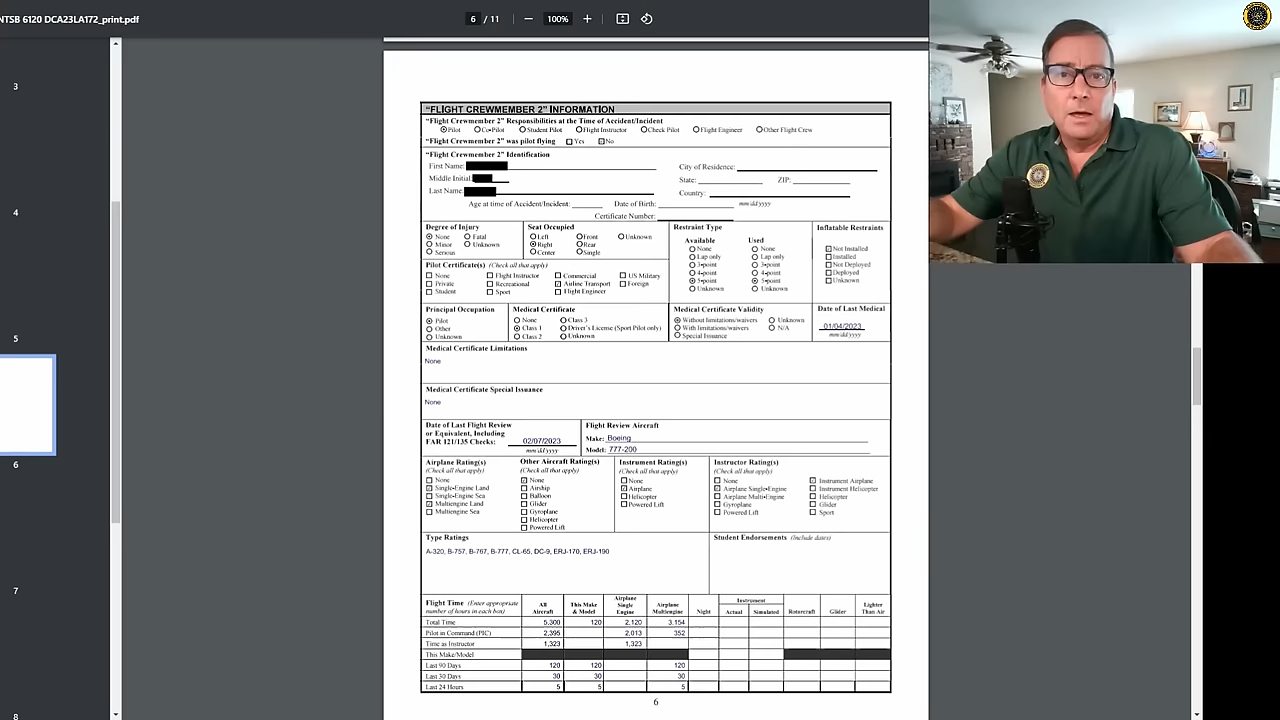 NTSB 6120 DCA23LA172_print.pdf
6 / 11
100%
3
4
5
6
7
8
"FLIGHT CREWMEMBER 2" INFORMATION
"Flight Crewmember 2" Responsibilities at the Time of Accident/Incident
Pilot Co-Pilot Student Pilot Flight Instructor Check Pilot Flight Engineer Other Flight Crew
"Flight Crewmember 2" was pilot flying Yes No
"Flight Crewmember 2" Identification
First Name: City of Residence:
Middle Initial: State: ZIP:
Last Name: Country:
Age at time of Accident/Incident: Date of Birth: mm/dd/yyyy
Certificate Number:
Degree of Injury
None Fatal
Minor Unknown
Serious
Seat Occupied
Left Front Unknown
Right Rear
Center Single
Restraint Type
Available Used
None None
Lap only Lap only
3-point 3-point
4-point 4-point
5-point 5-point
Unknown Unknown
Inflatable Restraints
Not Installed
Installed
Not Deployed
Deployed
Unknown
Pilot Certificate(s) (Check all that apply)
None Flight Instructor Commercial US Military
Private Recreational Airline Transport Foreign
Student Sport Flight Engineer
Principal Occupation
Pilot
Other
Unknown
Medical Certificate
None Class 3
Class 1 Driver's License (Sport Pilot only)
Class 2 Unknown
Medical Certificate Validity
Without limitations/waivers Unknown
With limitations/waivers N/A
Special Issuance
Date of Last Medical
01/04/2023
mm/dd/yyyy
Medical Certificate Limitations
None
Medical Certificate Special Issuance
None
Date of Last Flight Review
or Equivalent, Including
FAR 121/135 Checks: 02/07/2023
mm/dd/yyyy
Flight Review Aircraft
Make: Boeing
Model: 777-200
Airplane Rating(s)
(Check all that apply)
None
Single-Engine Land
Single-Engine Sea
Multiengine Land
Multiengine Sea
Other Aircraft Rating(s)
(Check all that apply)
None
Airship
Balloon
Glider
Gyroplane
Helicopter
Powered Lift
Instrument Rating(s)
(Check all that apply)
None
Airplane
Helicopter
Powered Lift
Instructor Rating(s)
(Check all that apply)
None Instrument Airplane
Airplane Single-Engine Instrument Helicopter
Airplane Multi-Engine Helicopter
Gyroplane Glider
Powered Lift Sport
Type Ratings
A-320, B-757, B-767, B-777, CL-65, DC-9, ERJ-170, ERJ-190
Student Endorsements (Include dates)
Flight Time (Enter appropriate number of hours in each box) All Aircraft This Make & Model Airplane Single Engine Airplane Multiengine Night Instrument Actual Simulated Rotorcraft Glider Lighter Than Air
Total Time 5,300 120 2,120 3,154
Pilot in Command (PIC) 2,395 2,013 352
Time as Instructor 1,323 1,323
This Make/Model
Last 90 Days 120 120 120
Last 30 Days 30 30 30
Last 24 Hours 5 5 5
6